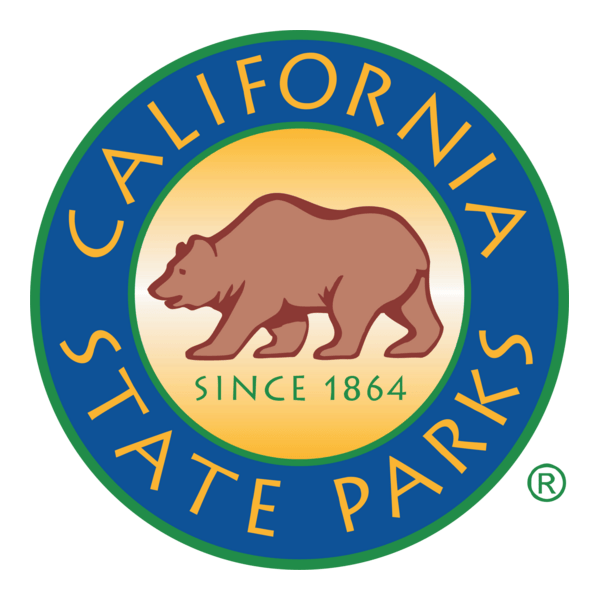 CALIFORNIA
SINCE 1864
STATE PARKS
®